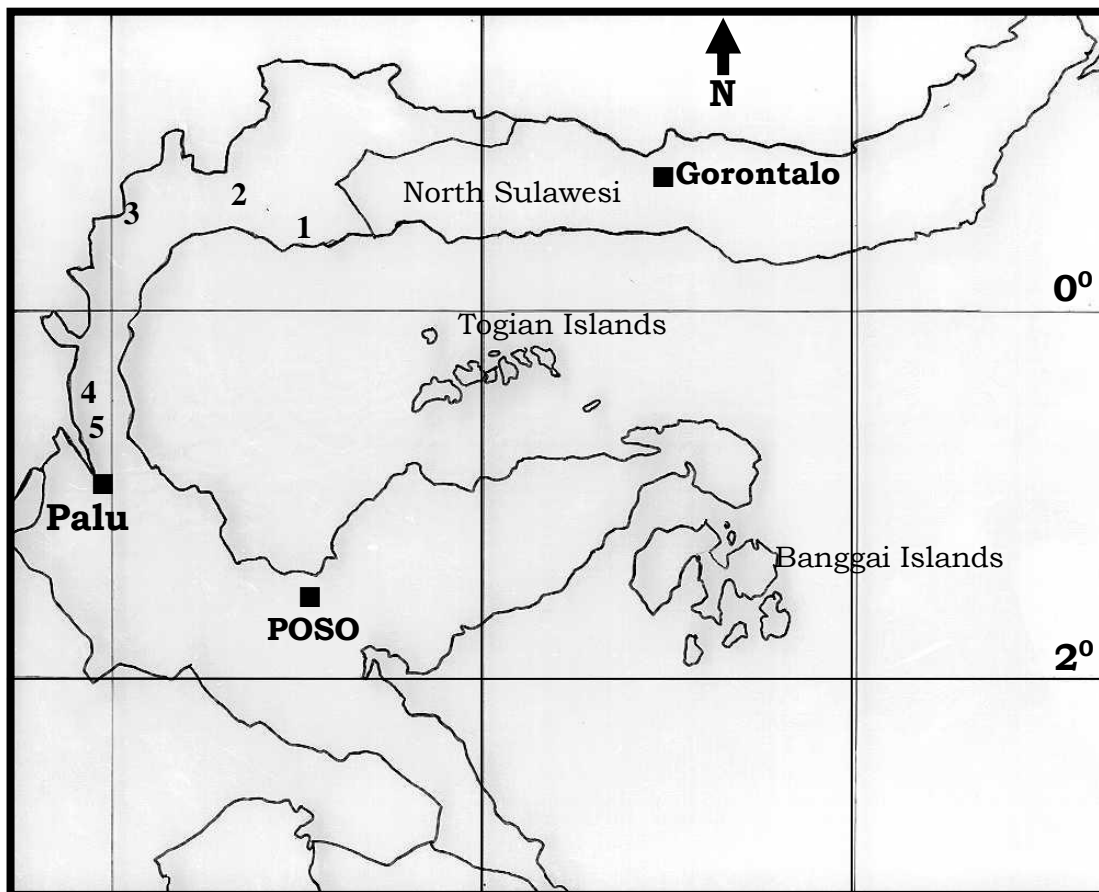 N
Gorontalo
North Sulawesi
2
3
1
0⁰
Togian Islands
4
5
Palu
Banggai Islands
POSO
2⁰